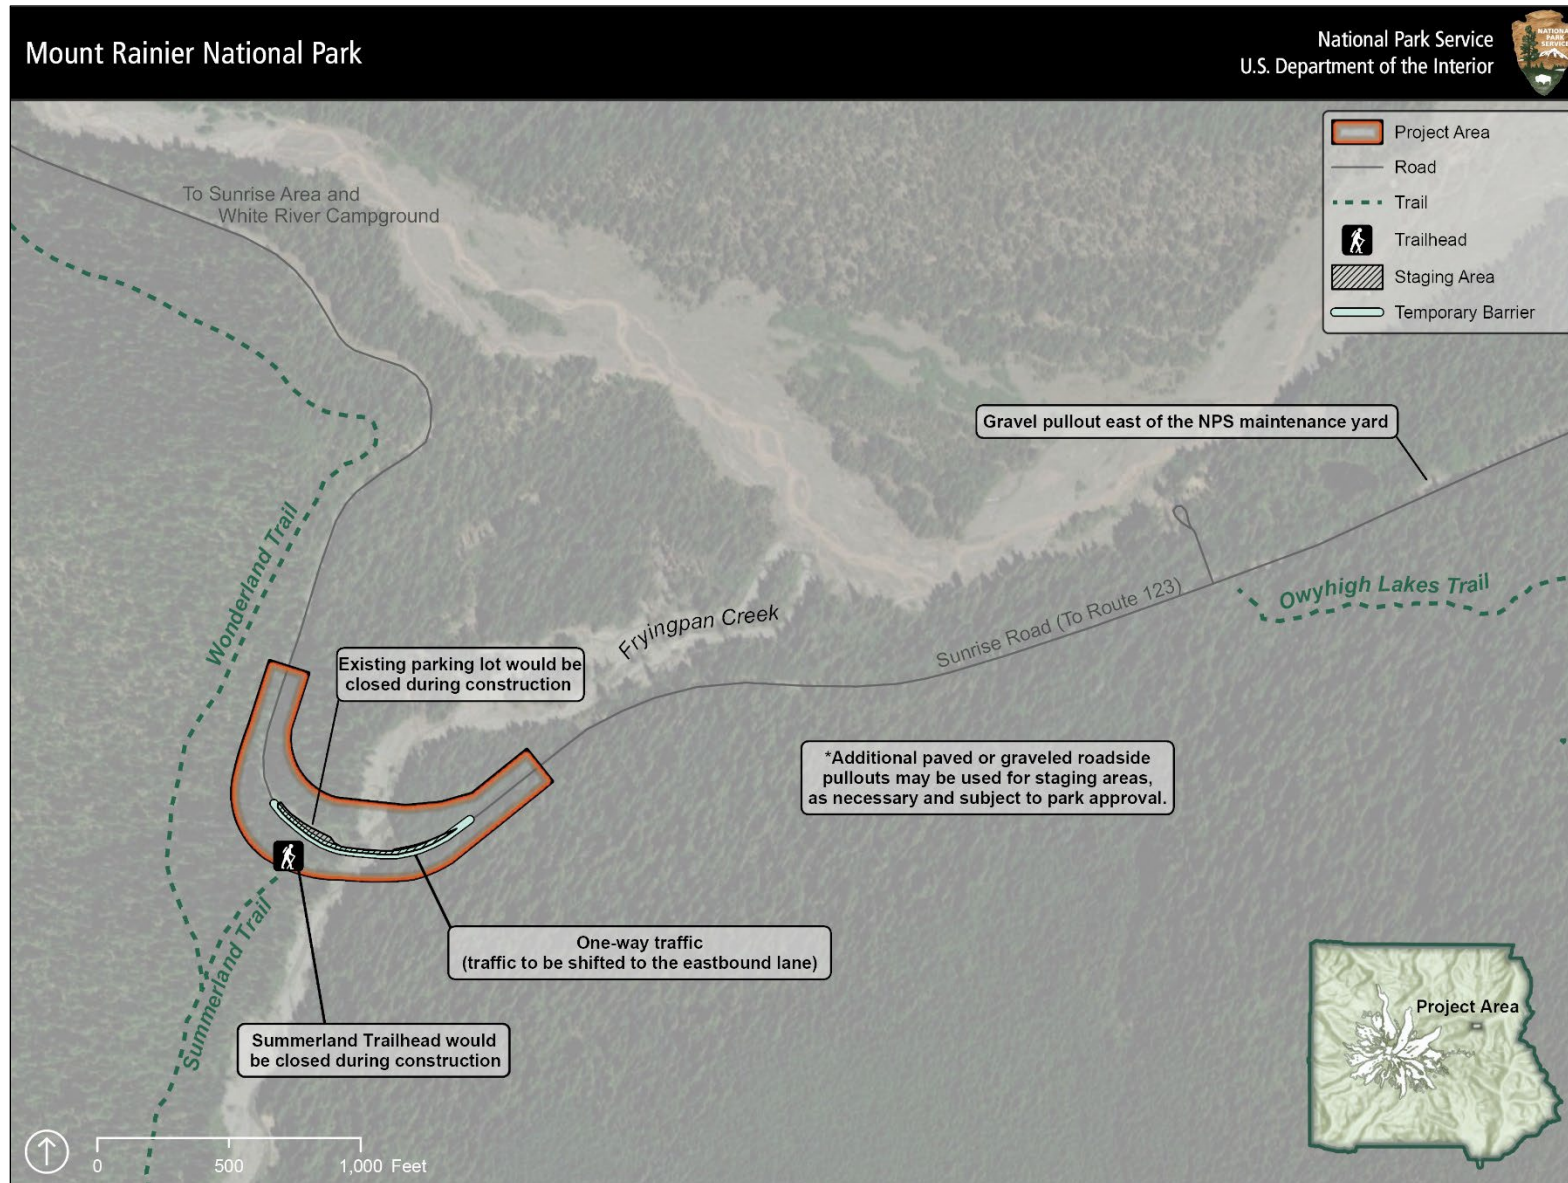 Mount Rainier National Park
National Park Service
U.S. Department of the Interior
NATIONAL
PARK
SERVICE
Project Area
Road
Trail
Trailhead
Staging Area
Temporary Barrier
To Sunrise Area and
White River Campground
Gravel pullout east of the NPS maintenance yard
Wonderland Trail
Owyhigh Lakes Trail
Sunrise Road (To Route 123)
Fryingpan Creek
Existing parking lot would be
closed during construction
*Additional paved or graveled roadside
pullouts may be used for staging areas,
as necessary and subject to park approval.
One-way traffic
(traffic to be shifted to the eastbound lane)
Summerland Trail
Summerland Trailhead would
be closed during construction
Project Area
0 500 1,000 Feet